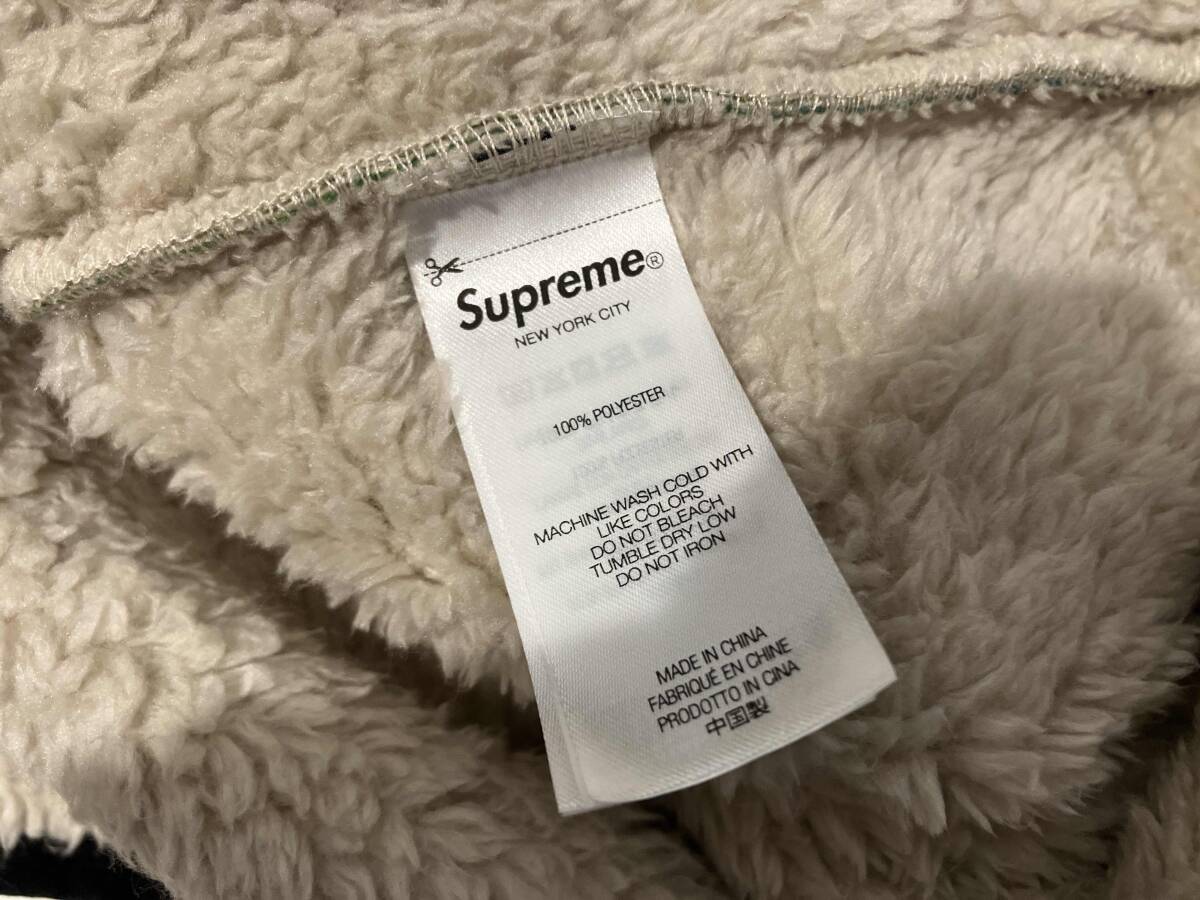 Supreme®
NEW YORK CITY
100% POLYESTER
MACHINE WASH COLD WITH
LIKE COLORS
DO NOT BLEACH
TUMBLE DRY LOW
DO NOT IRON
MADE IN CHINA
FABRIQUÉ EN CHINE
PRODOTTO IN CINA
中国製